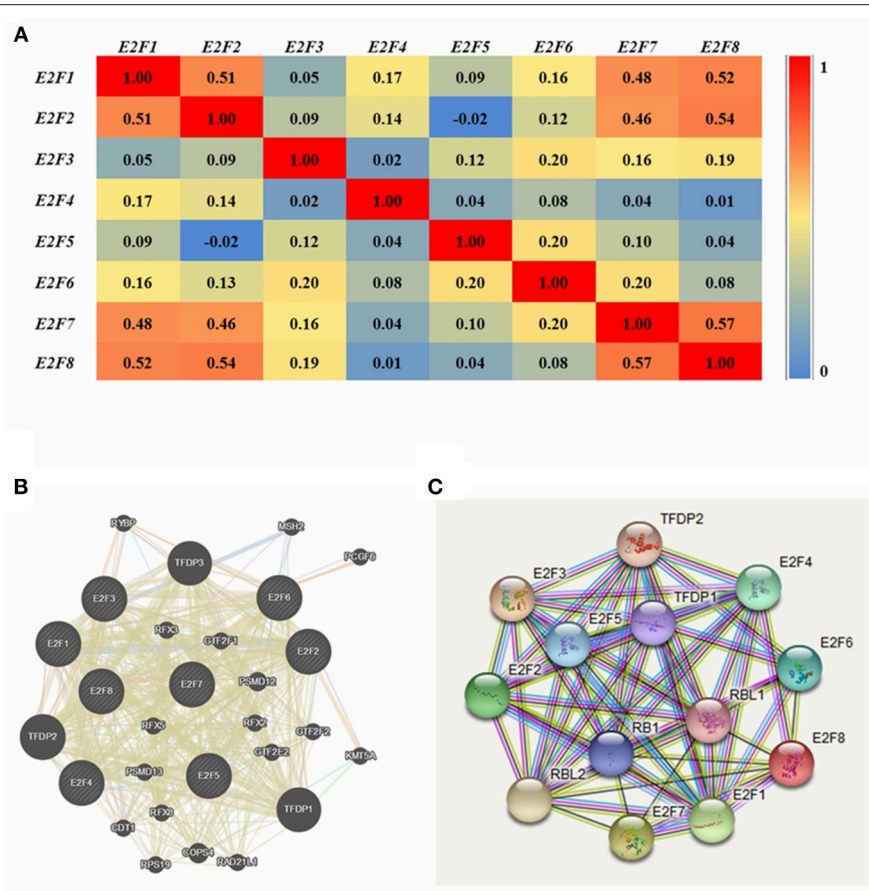 A
E2F1 E2F2 E2F3 E2F4 E2F5 E2F6 E2F7 E2F8
E2F1 1.00 0.51 0.05 0.17 0.09 0.16 0.48 0.52
E2F2 0.51 1.00 0.09 0.14 -0.02 0.12 0.46 0.54
E2F3 0.05 0.09 1.00 0.02 0.12 0.20 0.16 0.19
E2F4 0.17 0.14 0.02 1.00 0.04 0.08 0.04 0.01
E2F5 0.09 -0.02 0.12 0.04 1.00 0.20 0.10 0.04
E2F6 0.16 0.13 0.20 0.08 0.20 1.00 0.20 0.08
E2F7 0.48 0.46 0.16 0.04 0.10 0.20 1.00 0.57
E2F8 0.52 0.54 0.19 0.01 0.04 0.08 0.57 1.00
1
0
B
RYBP
MSH2
PCGF6
TFDP3
E2F3
E2F6
RFX3
GTF2F1
E2F1
E2F2
E2F8
E2F7
PSMD12
RFX5
RFX2
GTF2F2
TFDP2
GTF2E2
KMT5A
PSMD13
E2F4
E2F5
RFX8
TFDP1
CDT1
RPS19
COPS4
RAD21L1
C
TFDP2
E2F3
E2F4
TFDP1
E2F5
E2F6
E2F2
RBL1
RB1
E2F8
RBL2
E2F1
E2F7